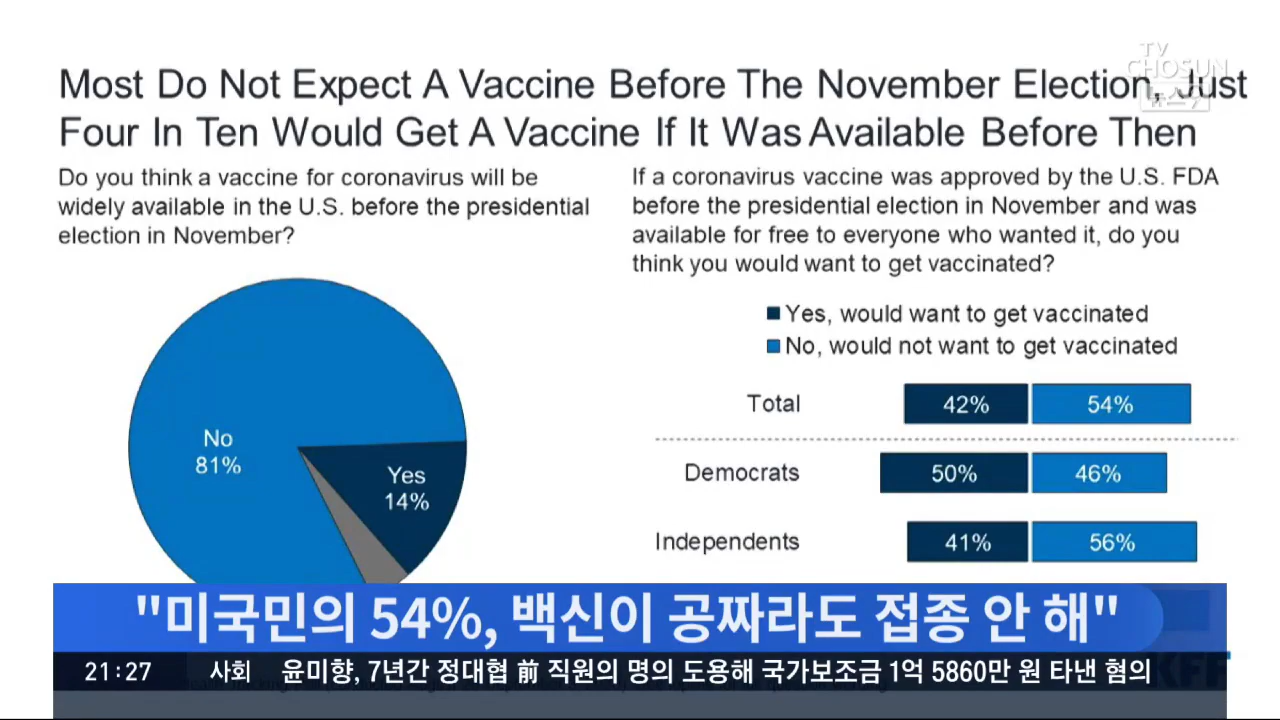 TV
CHOSUN
뉴스7
Most Do Not Expect A Vaccine Before The November Election, Just
Four In Ten Would Get A Vaccine If It Was Available Before Then
Do you think a vaccine for coronavirus will be
widely available in the U.S. before the presidential
election in November?
If a coronavirus vaccine was approved by the U.S. FDA
before the presidential election in November and was
available for free to everyone who wanted it, do you
think you would want to get vaccinated?
Yes, would want to get vaccinated
No, would not want to get vaccinated
No
81%
Yes
14%
Total 42% 54%
Democrats 50% 46%
Independents 41% 56%
"미국민의 54%, 백신이 공짜라도 접종 안 해"
21:27 사회 윤미향, 7년간 정대협 前 직원의 명의 도용해 국가보조금 1억 5860만 원 타낸 혐의
KFF